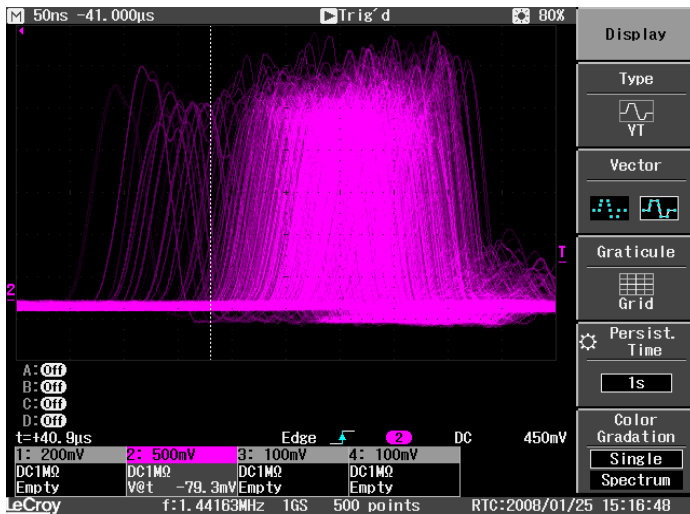 M 50ns -41.000µs Trig´d 80%
Display
Type
YT
Vector
Graticule
Grid
Persist. Time
1s
Color Gradation
Single
Spectrum
2
T
A:Off
B:Off
C:Off
D:Off
t=+40.9µs Edge 2 DC 450mV
1: 200mV 2: 500mV 3: 100mV 4: 100mV
DC1MΩ DC1MΩ DC1MΩ DC1MΩ
Empty V@t -79.3mV Empty Empty
LeCroy f:1.44163MHz 1GS 500 points RTC:2008/01/25 15:16:48